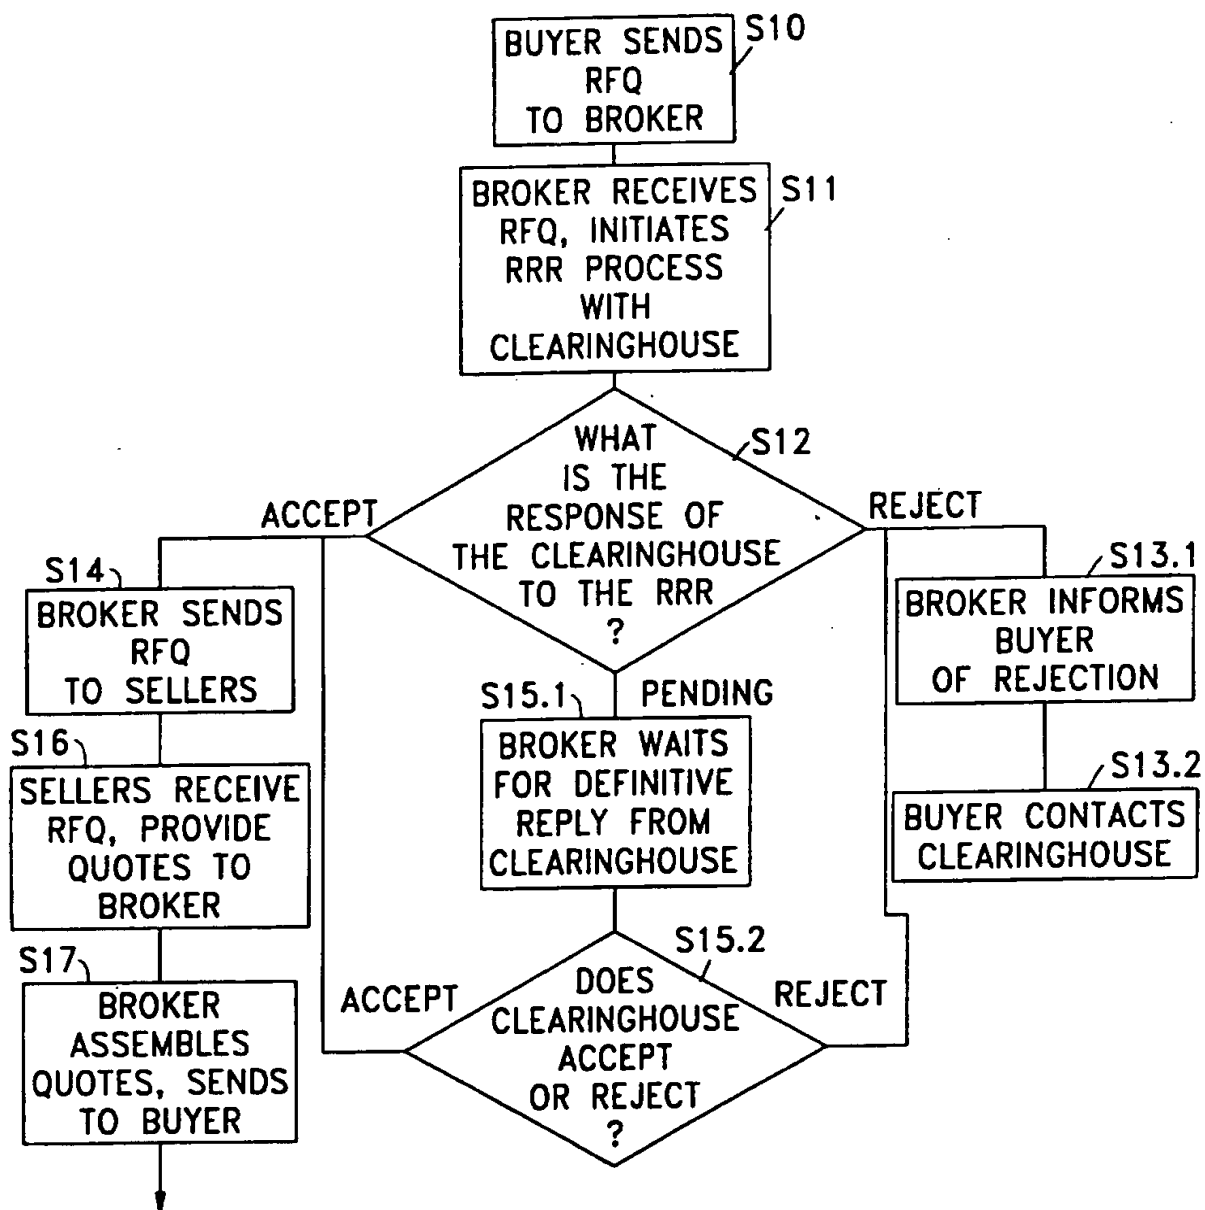 S10
BUYER SENDS
RFQ
TO BROKER
S11
BROKER RECEIVES
RFQ, INITIATES
RRR PROCESS
WITH
CLEARINGHOUSE
S12
WHAT
IS THE
RESPONSE OF
THE CLEARINGHOUSE
TO THE RRR
?
ACCEPT
REJECT
S14
BROKER SENDS
RFQ
TO SELLERS
S13.1
BROKER INFORMS
BUYER
OF REJECTION
S15.1
PENDING
BROKER WAITS
FOR DEFINITIVE
REPLY FROM
CLEARINGHOUSE
S16
SELLERS RECEIVE
RFQ, PROVIDE
QUOTES TO
BROKER
S13.2
BUYER CONTACTS
CLEARINGHOUSE
S15.2
DOES
CLEARINGHOUSE
ACCEPT
OR REJECT
?
ACCEPT
REJECT
S17
BROKER
ASSEMBLES
QUOTES, SENDS
TO BUYER